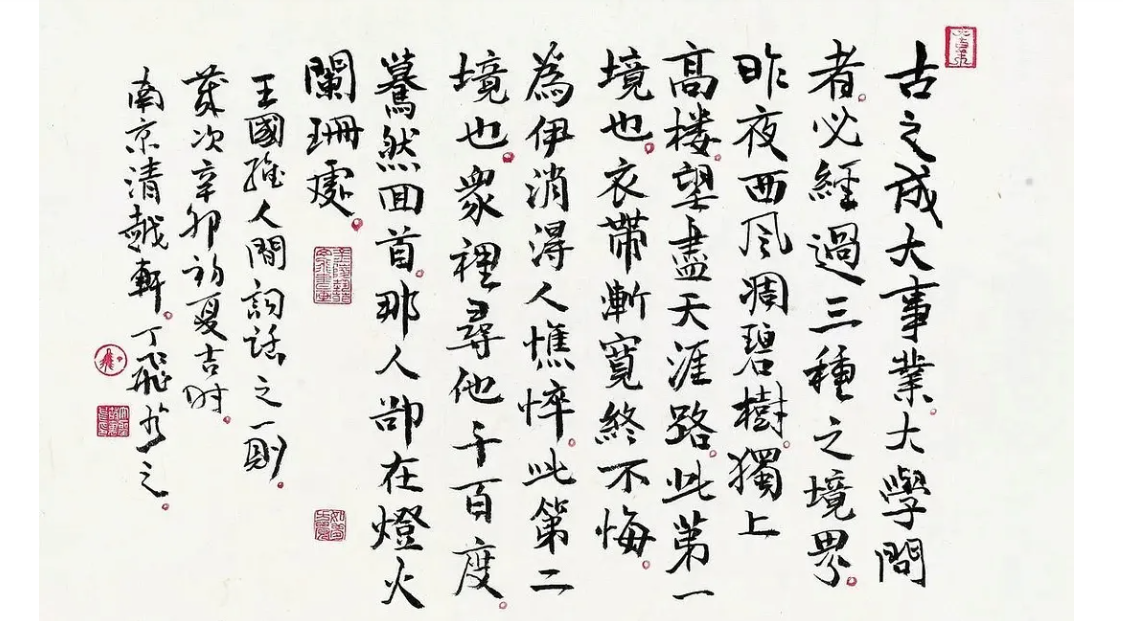 古之成大事業大學問
者必經過三種之境界
昨夜西风凋碧樹獨上
高楼望盡天涯路此第一
境也衣帶漸寬終不悔
為伊消得人憔悴此第二
境也衆裡尋他千百度
驀然回首那人卻在燈火
闌珊處
王國維人間詞話之一則
歲次辛卯初夏吉时
南京清越軒丁飛书之